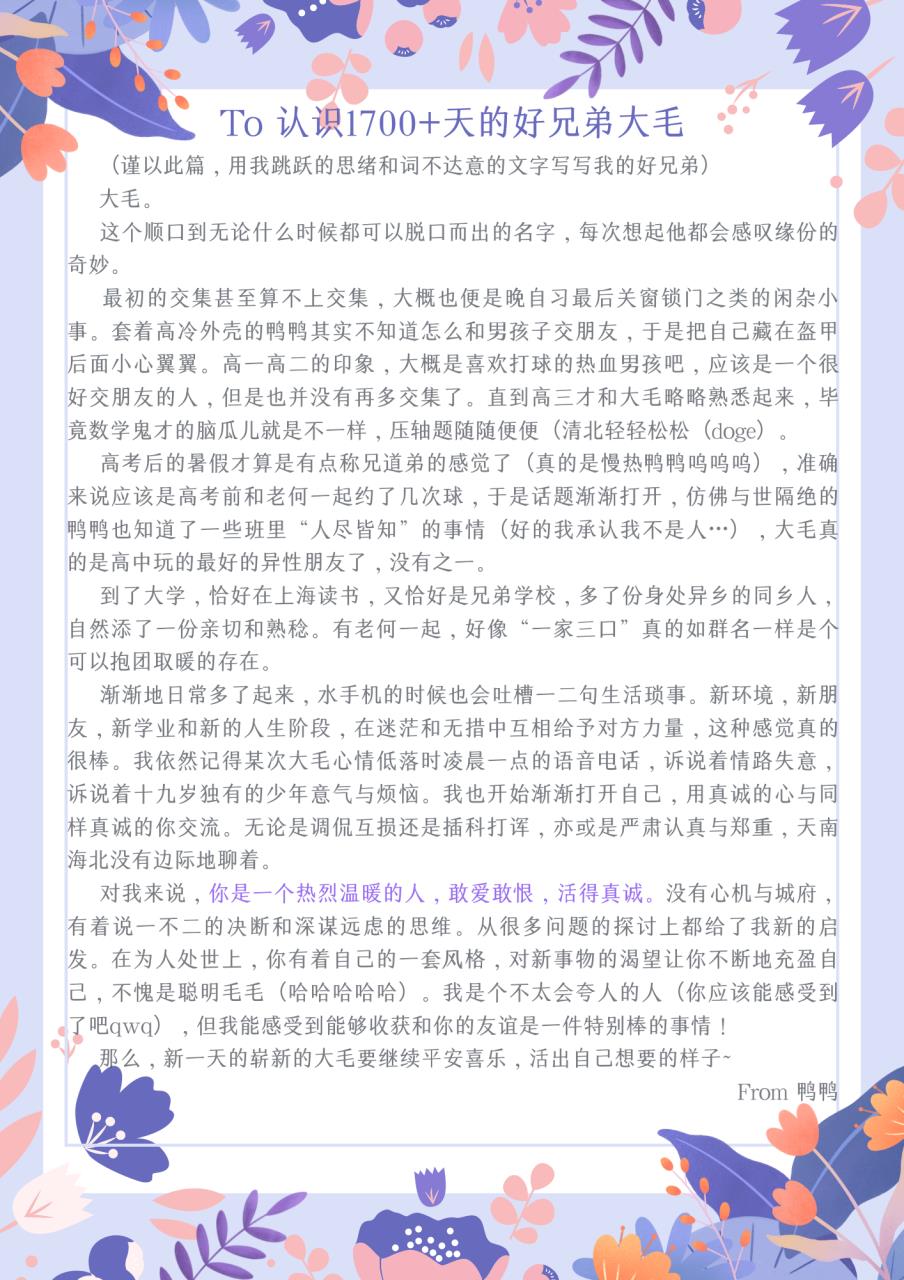 To 认识1700+天的好兄弟大毛
（谨以此篇，用我跳跃的思绪和词不达意的文字写写我的好兄弟）
大毛。
这个顺口到无论什么时候都可以脱口而出的名字，每次想起他都会感叹缘份的
奇妙。
最初的交集甚至算不上交集，大概也便是晚自习最后关窗锁门之类的闲杂小
事。套着高冷外壳的鸭鸭其实不知道怎么和男孩子交朋友，于是把自己藏在盔甲
后面小心翼翼。高一高二的印象，大概是喜欢打球的热血男孩吧，应该是一个很
好交朋友的人，但是也并没有再多交集了。直到高三才和大毛略略熟悉起来，毕
竟数学鬼才的脑瓜儿就是不一样，压轴题随随便便（清北轻轻松松（doge）。
高考后的暑假才算是有点称兄道弟的感觉了（真的是慢热鸭鸭呜呜呜），准确
来说应该是高考前和老何一起约了几次球，于是话题渐渐打开，仿佛与世隔绝的
鸭鸭也知道了一些班里“人尽皆知”的事情（好的我承认我不是人…），大毛真
的是高中玩的最好的异性朋友了，没有之一。
到了大学，恰好在上海读书，又恰好是兄弟学校，多了份身处异乡的同乡人，
自然添了一份亲切和熟稔。有老何一起，好像“一家三口”真的如群名一样是个
可以抱团取暖的存在。
渐渐地日常多了起来，水手机的时候也会吐槽一二句生活琐事。新环境，新朋
友，新学业和新的人生阶段，在迷茫和无措中互相给予对方力量，这种感觉真的
很棒。我依然记得某次大毛心情低落时凌晨一点的语音电话，诉说着情路失意，
诉说着十九岁独有的少年意气与烦恼。我也开始渐渐打开自己，用真诚的心与同
样真诚的你交流。无论是调侃互损还是插科打诨，亦或是严肃认真与郑重，天南
海北没有边际地聊着。
对我来说，你是一个热烈温暖的人，敢爱敢恨，活得真诚。没有心机与城府，
有着说一不二的决断和深谋远虑的思维。从很多问题的探讨上都给了我新的启
发。在为人处世上，你有着自己的一套风格，对新事物的渴望让你不断地充盈自
己，不愧是聪明毛毛（哈哈哈哈哈）。我是个不太会夸人的人（你应该能感受到
了吧qwq），但我能感受到能够收获和你的友谊是一件特别棒的事情！
那么，新一天的崭新的大毛要继续平安喜乐，活出自己想要的样子~
From 鸭鸭